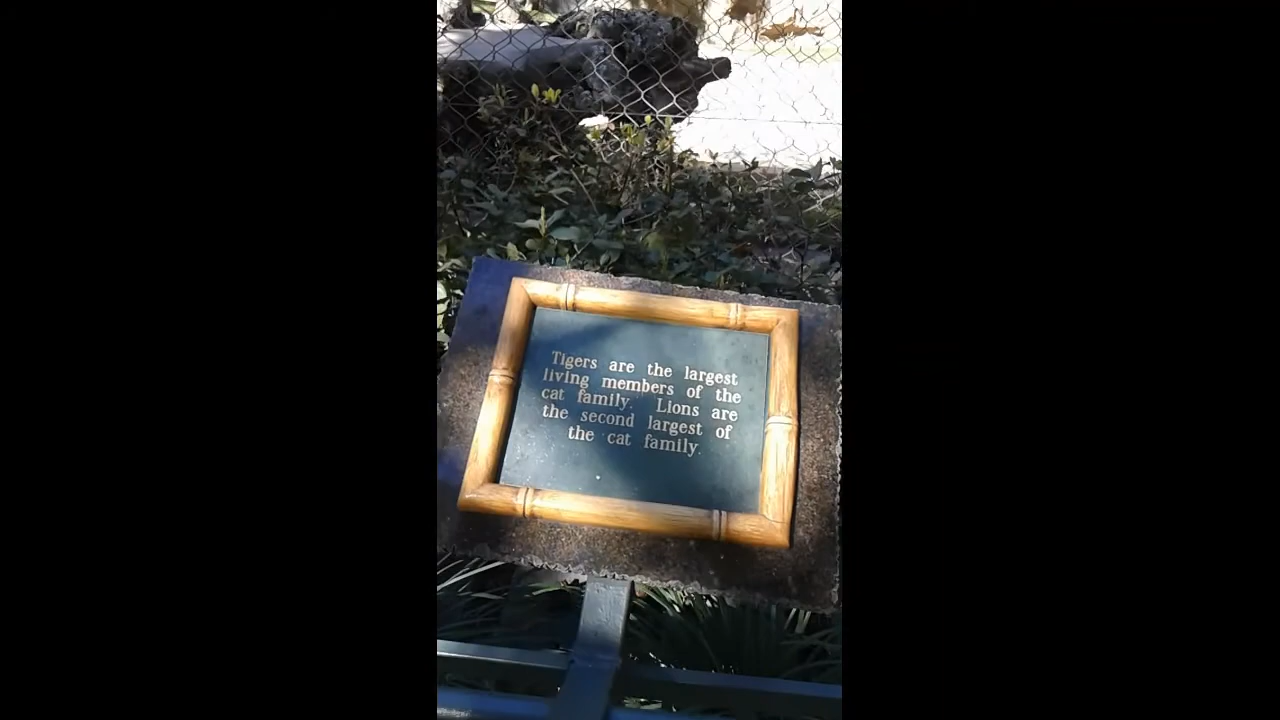 Tigers are the largest
living members of the
cat family. Lions are
the second largest of
the cat family.